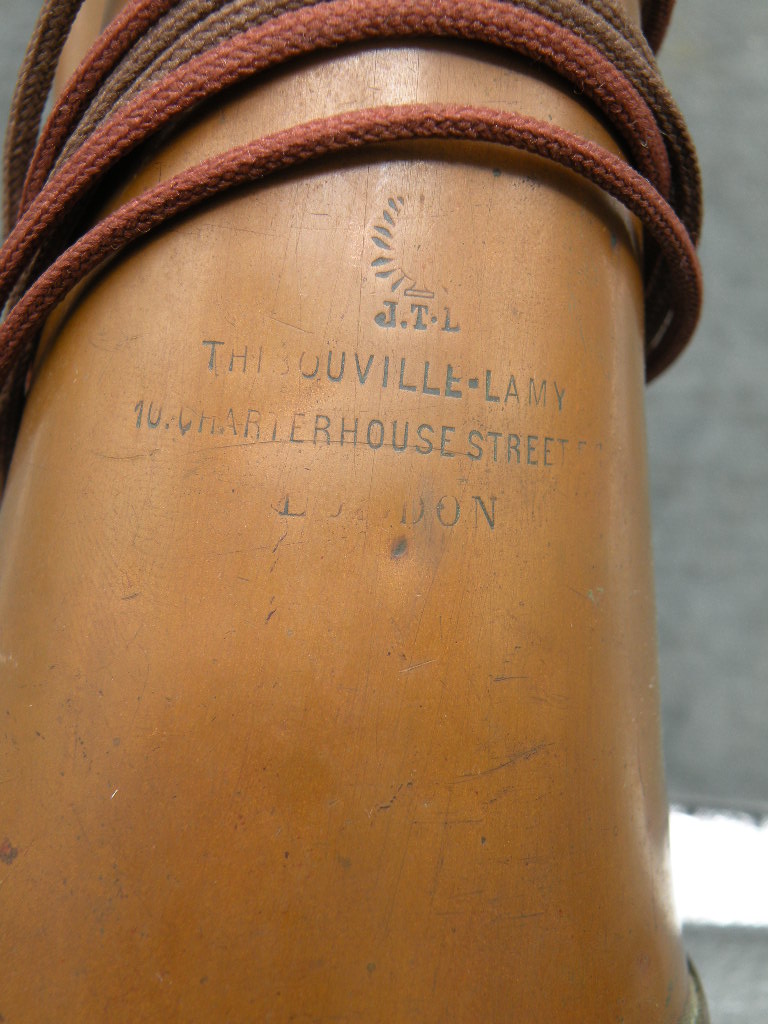 J.T.L
THIBOUVILLE-LAMY
10. CHARTERHOUSE STREET
LONDON